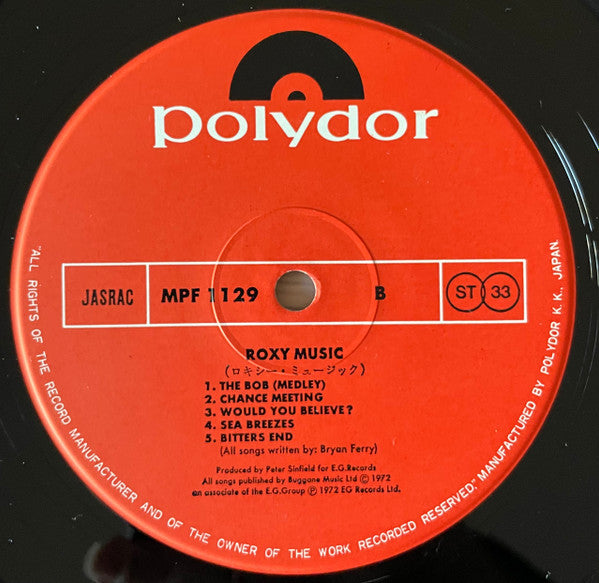 polydor
JASRAC
MPF 1129
B
ST 33
ROXY MUSIC
(ロキシー・ミュージック)
1. THE BOB (MEDLEY)
2. CHANCE MEETING
3. WOULD YOU BELIEVE?
4. SEA BREEZES
5. BITTERS END
(All songs written by: Bryan Ferry)
Produced by Peter Sinfield for E.G.Records
All songs published by Buggane Music Ltd Ⓒ 1972
an associate of the E.G.Group Ⓟ 1972 EG Records Ltd.
"ALL RIGHTS OF THE RECORD MANUFACTURER AND OF THE OWNER OF THE WORK RECORDED RESERVED." MANUFACTURED BY POLYDOR K. K., JAPAN.